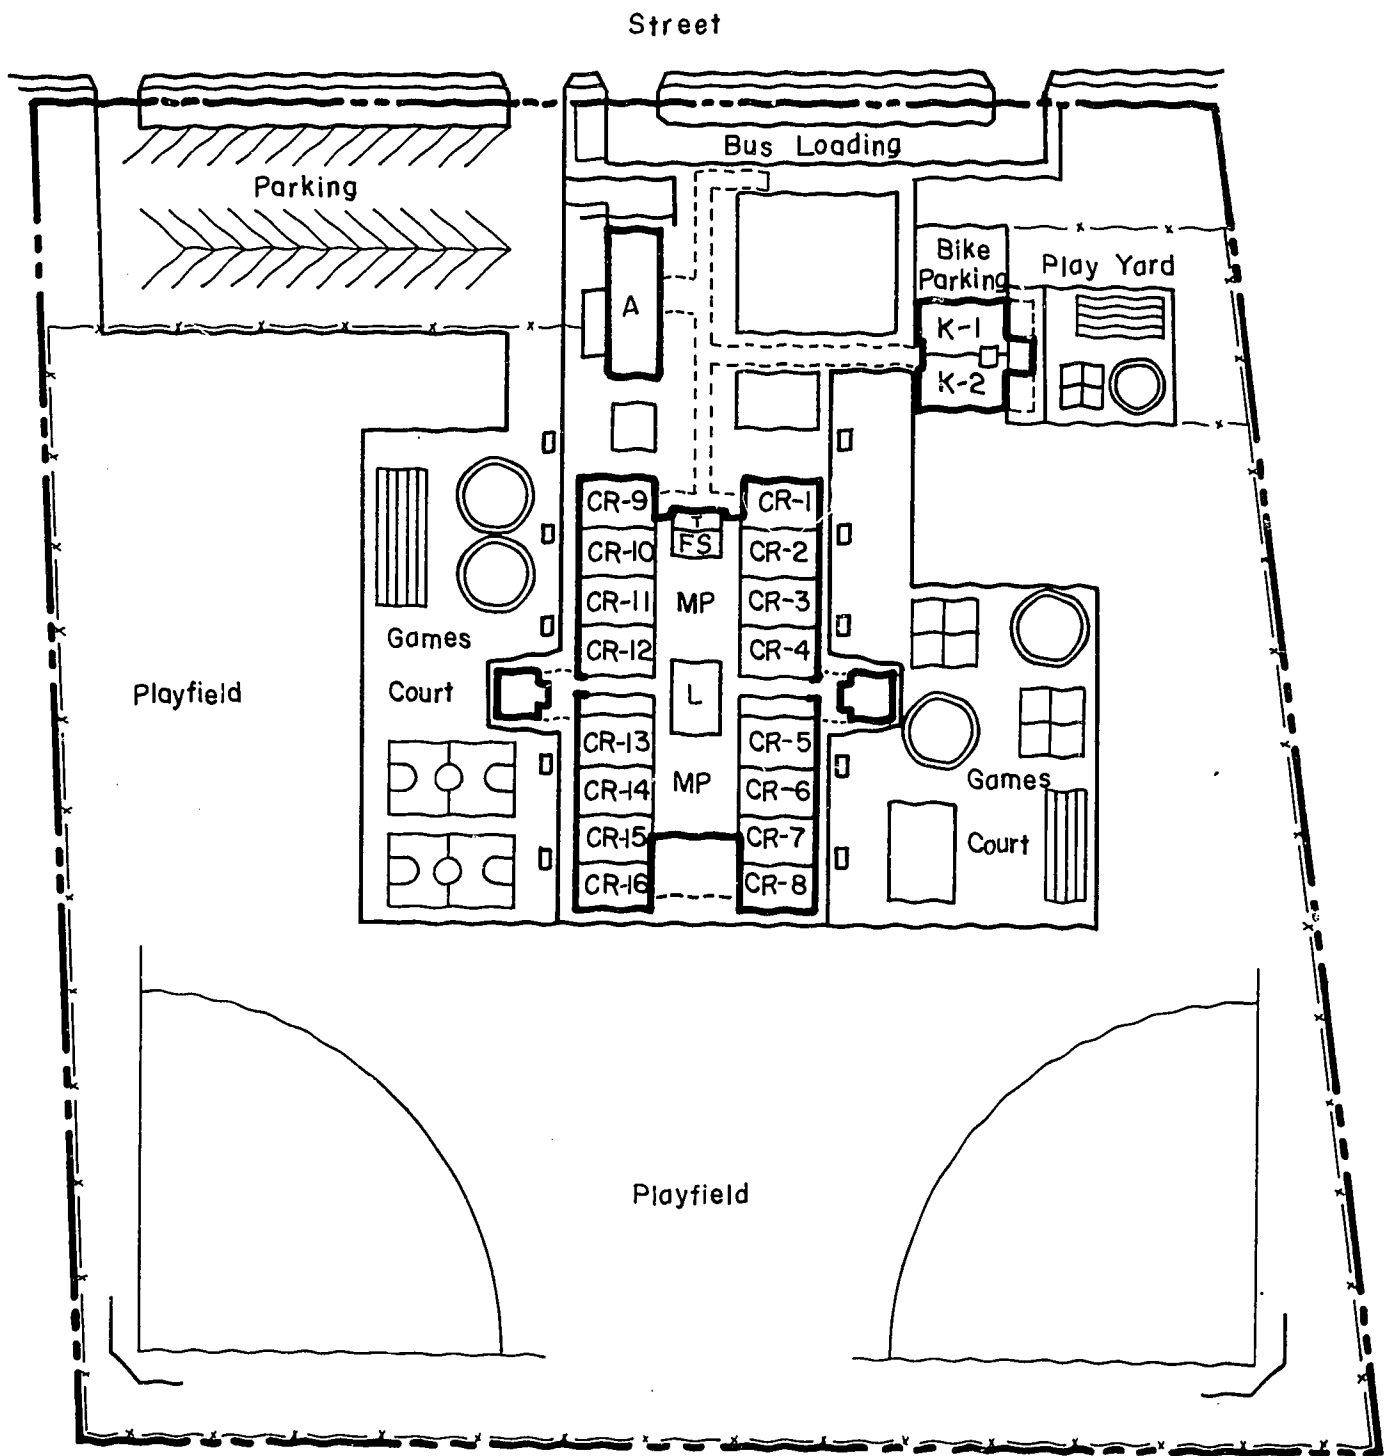 Street
Bus Loading
Parking
Bike
Parking
Play Yard
A
K-1
K-2
CR-9
CR-1
T
FS
CR-10
CR-2
CR-11
MP
CR-3
Games
CR-12
CR-4
Playfield
Court
L
CR-13
CR-5
Games
CR-14
MP
CR-6
CR-15
CR-7
Court
CR-16
CR-8
Playfield